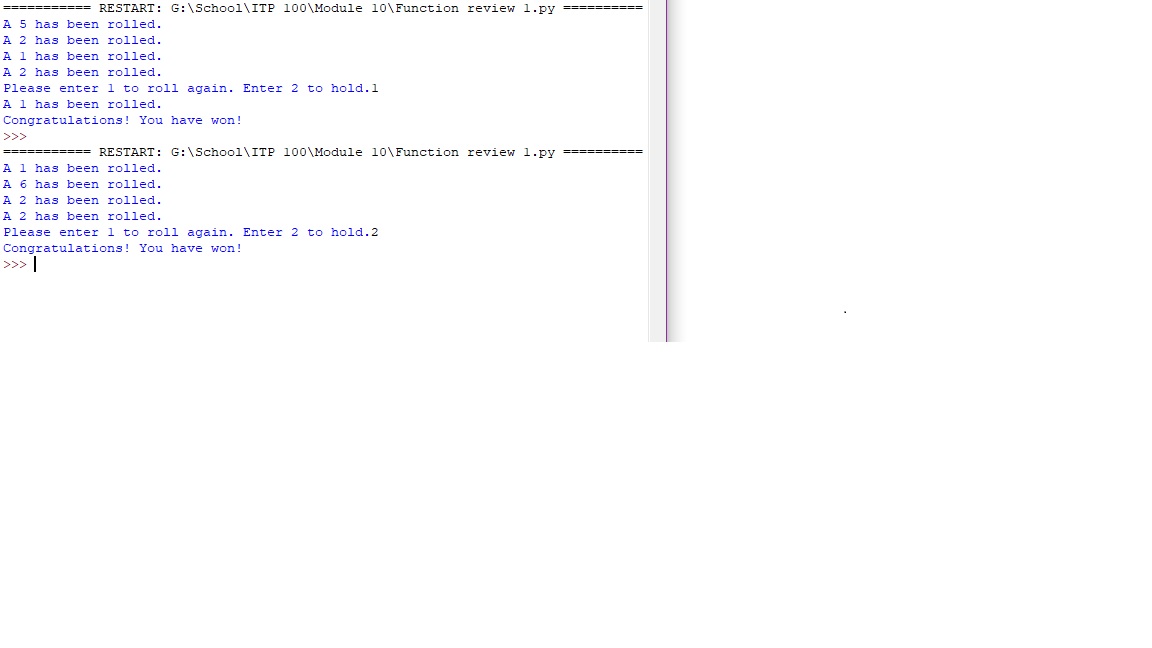 =========== RESTART: G:\School\ITP 100\Module 10\Function review 1.py ==========
A 5 has been rolled.
A 2 has been rolled.
A 1 has been rolled.
A 2 has been rolled.
Please enter 1 to roll again. Enter 2 to hold.1
A 1 has been rolled.
Congratulations! You have won!
>>>
=========== RESTART: G:\School\ITP 100\Module 10\Function review 1.py ==========
A 1 has been rolled.
A 6 has been rolled.
A 2 has been rolled.
A 2 has been rolled.
Please enter 1 to roll again. Enter 2 to hold.2
Congratulations! You have won!
>>>